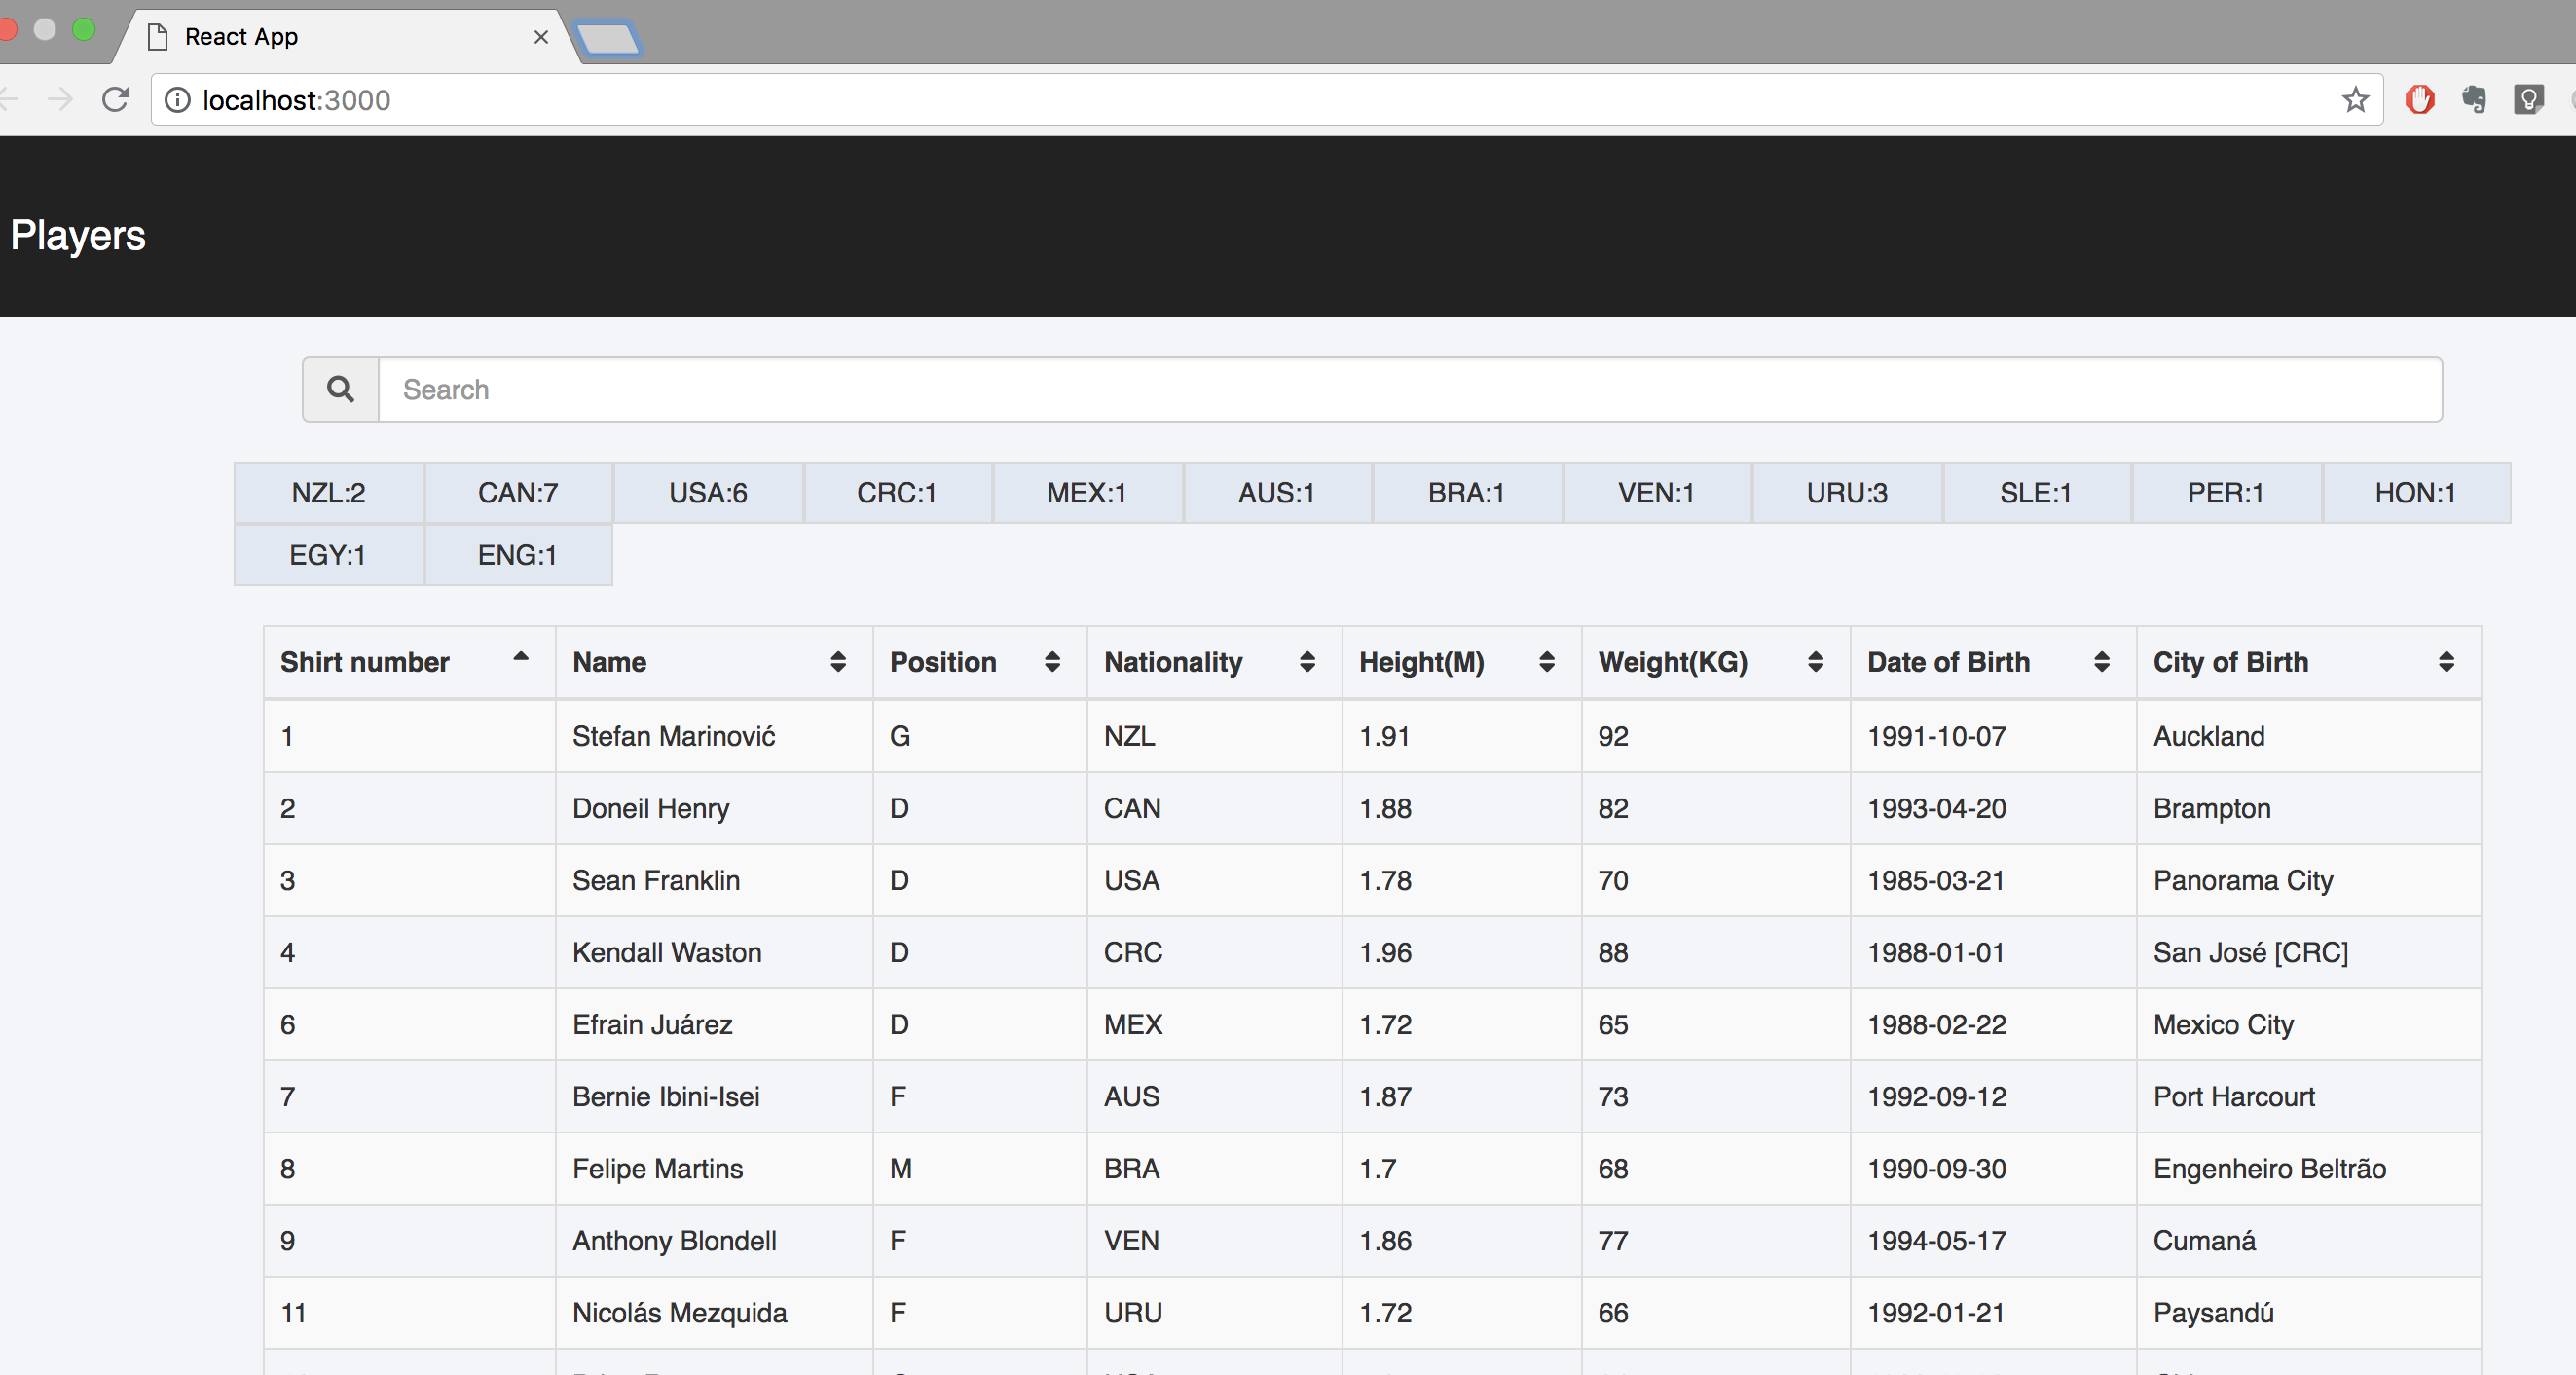 React App
localhost:3000
Players
Search
NZL:2 CAN:7 USA:6 CRC:1 MEX:1 AUS:1 BRA:1 VEN:1 URU:3 SLE:1 PER:1 HON:1
EGY:1 ENG:1
Shirt number Name Position Nationality Height(M) Weight(KG) Date of Birth City of Birth
1 Stefan Marinović G NZL 1.91 92 1991-10-07 Auckland
2 Doneil Henry D CAN 1.88 82 1993-04-20 Brampton
3 Sean Franklin D USA 1.78 70 1985-03-21 Panorama City
4 Kendall Waston D CRC 1.96 88 1988-01-01 San José [CRC]
6 Efrain Juárez D MEX 1.72 65 1988-02-22 Mexico City
7 Bernie Ibini-Isei F AUS 1.87 73 1992-09-12 Port Harcourt
8 Felipe Martins M BRA 1.7 68 1990-09-30 Engenheiro Beltrão
9 Anthony Blondell F VEN 1.86 77 1994-05-17 Cumaná
11 Nicolás Mezquida F URU 1.72 66 1992-01-21 Paysandú